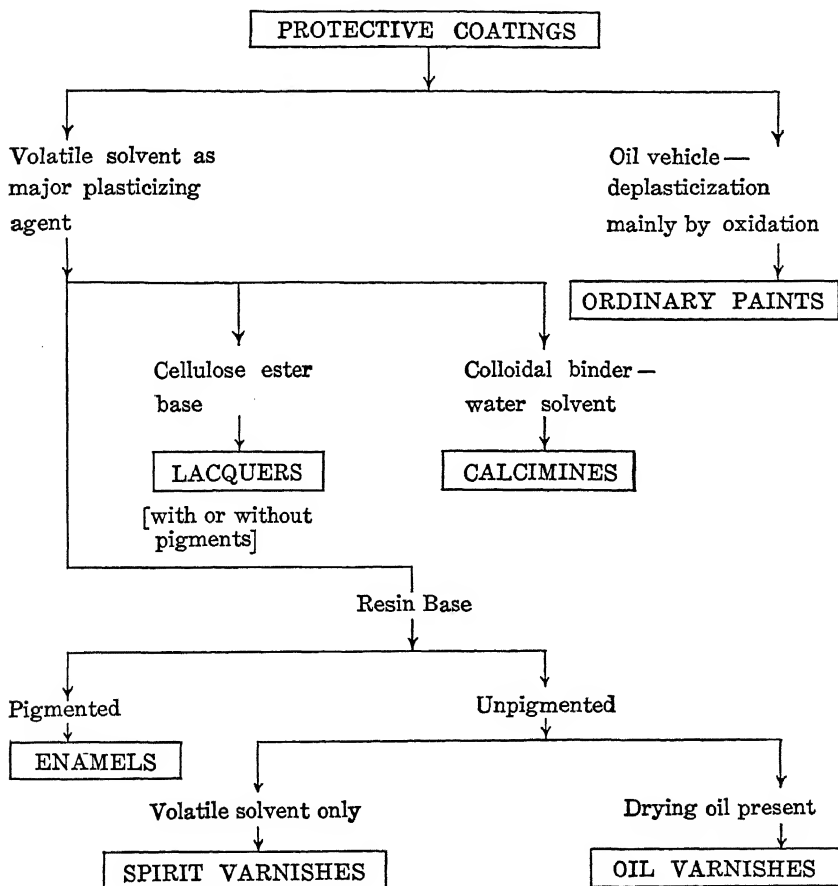 PROTECTIVE COATINGS
Volatile solvent as
major plasticizing
agent
Oil vehicle—
deplasticization
mainly by oxidation
ORDINARY PAINTS
Cellulose ester
base
LACQUERS
[with or without
pigments]
Colloidal binder—
water solvent
CALCIMINES
Resin Base
Pigmented
ENAMELS
Unpigmented
Volatile solvent only
SPIRIT VARNISHES
Drying oil present
OIL VARNISHES